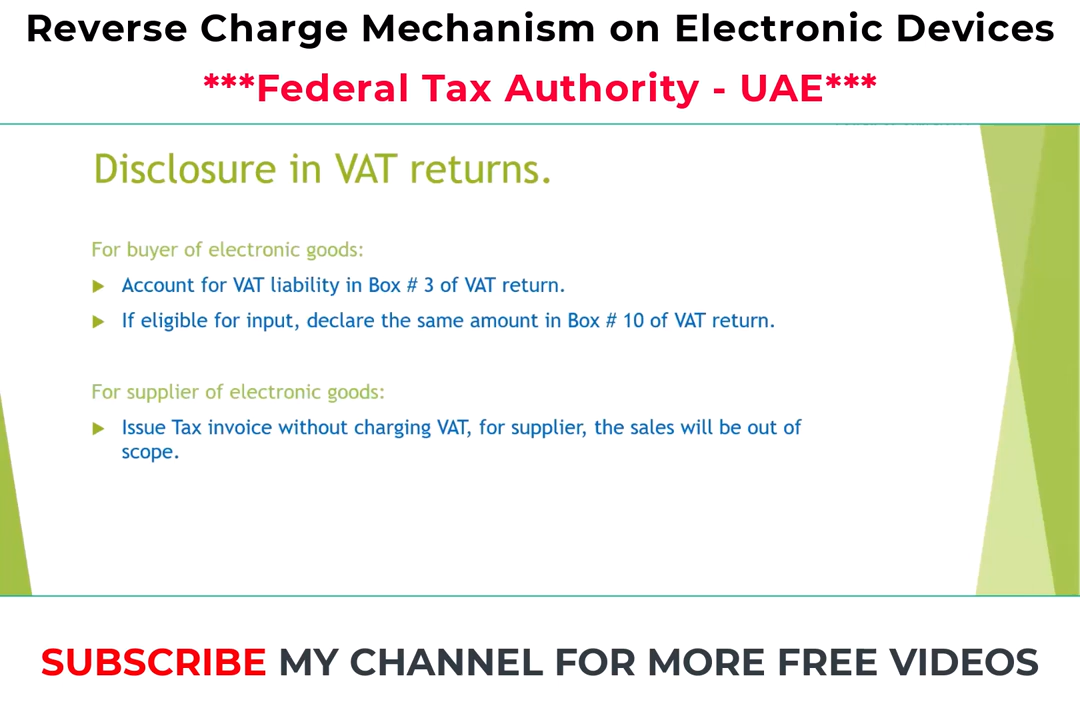 Reverse Charge Mechanism on Electronic Devices
***Federal Tax Authority - UAE***
Disclosure in VAT returns.
For buyer of electronic goods:
Account for VAT liability in Box # 3 of VAT return.
If eligible for input, declare the same amount in Box # 10 of VAT return.
For supplier of electronic goods:
Issue Tax invoice without charging VAT, for supplier, the sales will be out of
scope.
SUBSCRIBE MY CHANNEL FOR MORE FREE VIDEOS